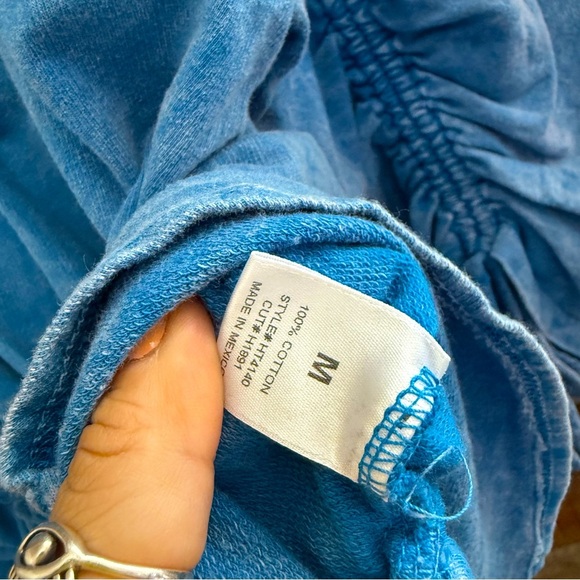 M
100% COTTON
STYLE# HT4140
CUT# H1891
MADE IN MEXICO